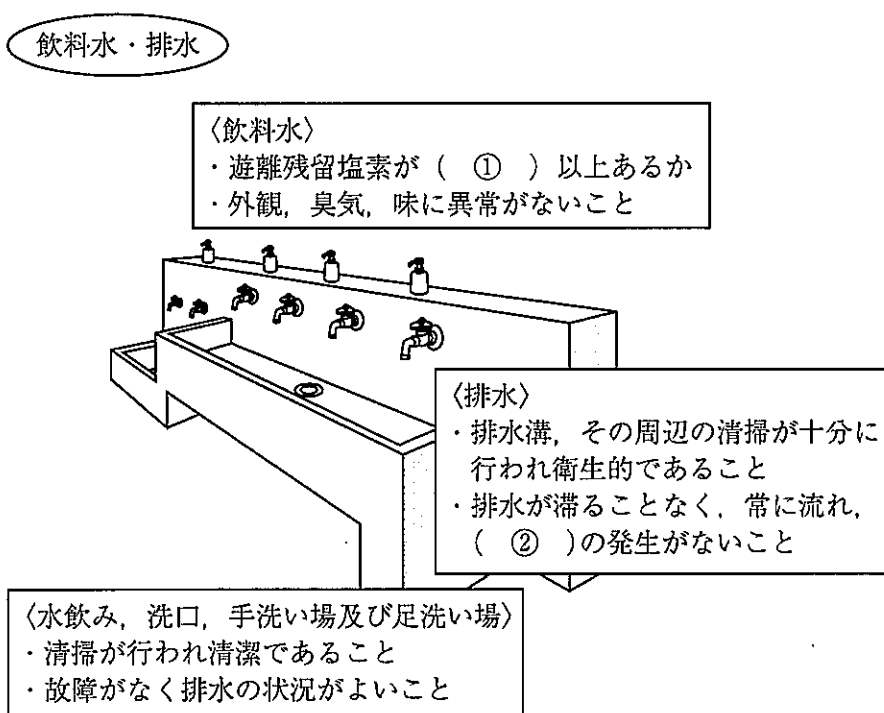 飲料水・排水
〈飲料水〉
・遊離残留塩素が（　①　）以上あるか
・外観，臭気，味に異常がないこと
〈排水〉
・排水溝，その周辺の清掃が十分に
行われ衛生的であること
・排水が滞ることなく，常に流れ，
（　②　）の発生がないこと
〈水飲み，洗口，手洗い場及び足洗い場〉
・清掃が行われ清潔であること
・故障がなく排水の状況がよいこと